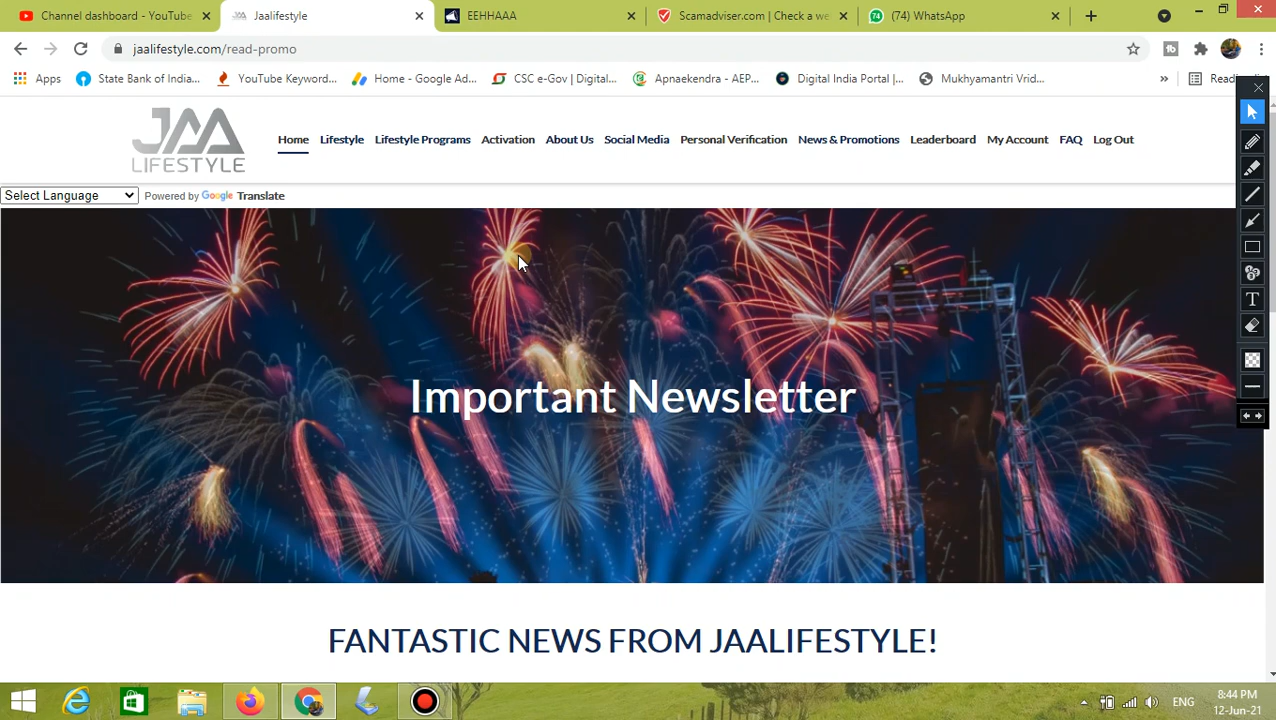 Channel dashboard - YouTube
Jaalifestyle
EEHHAAA
Scamadviser.com | Check a we
(74) WhatsApp
jaalifestyle.com/read-promo
Apps
State Bank of India...
YouTube Keyword...
Home - Google Ad...
CSC e-Gov | Digital...
Apnaekendra - AEP...
Digital India Portal |...
Mukhyamantri Vrid...
»
JAA
LIFESTYLE
Home
Lifestyle
Lifestyle Programs
Activation
About Us
Social Media
Personal Verification
News & Promotions
Leaderboard
My Account
FAQ
Log Out
Select Language
Powered by Google Translate
Important Newsletter
FANTASTIC NEWS FROM JAALIFESTYLE!
ENG
8:44 PM
12-Jun-21